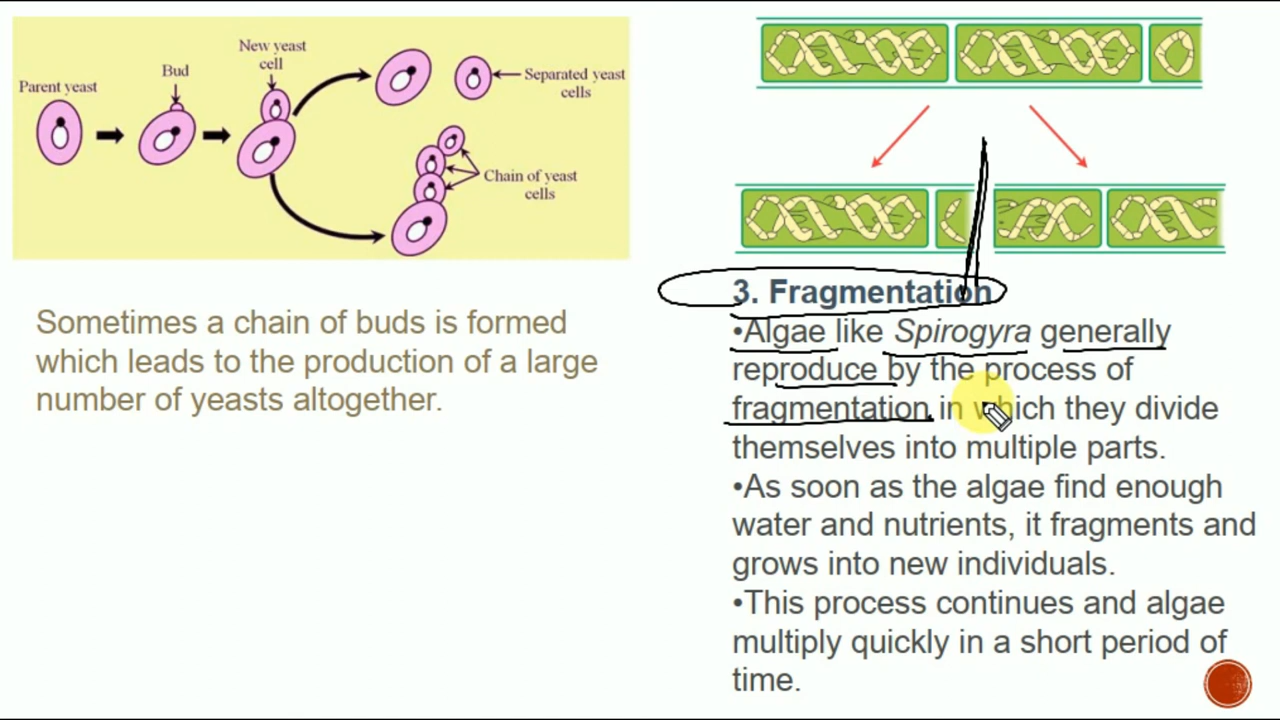 Parent yeast
Bud
New yeast
cell
Separated yeast
cells
Chain of yeast
cells
Sometimes a chain of buds is formed
which leads to the production of a large
number of yeasts altogether.
3. Fragmentation
•Algae like Spirogyra generally
reproduce by the process of
fragmentation in which they divide
themselves into multiple parts.
•As soon as the algae find enough
water and nutrients, it fragments and
grows into new individuals.
•This process continues and algae
multiply quickly in a short period of
time.